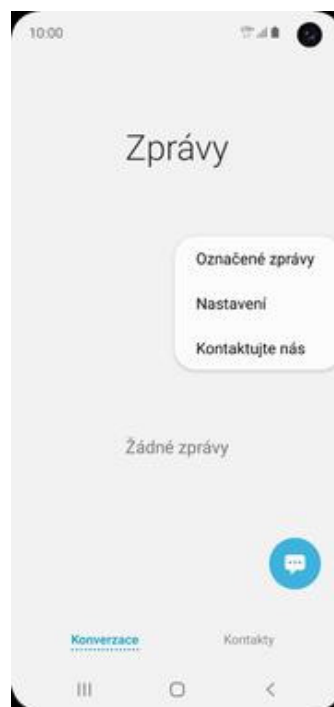 10:00
Zprávy
Označené zprávy
Nastavení
Kontaktujte nás
Žádné zprávy
Konverzace
Kontakty